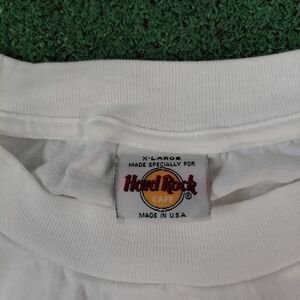 X-LARGE
MADE SPECIALLY FOR
Hard Rock
CAFE ®
MADE IN U.S.A.